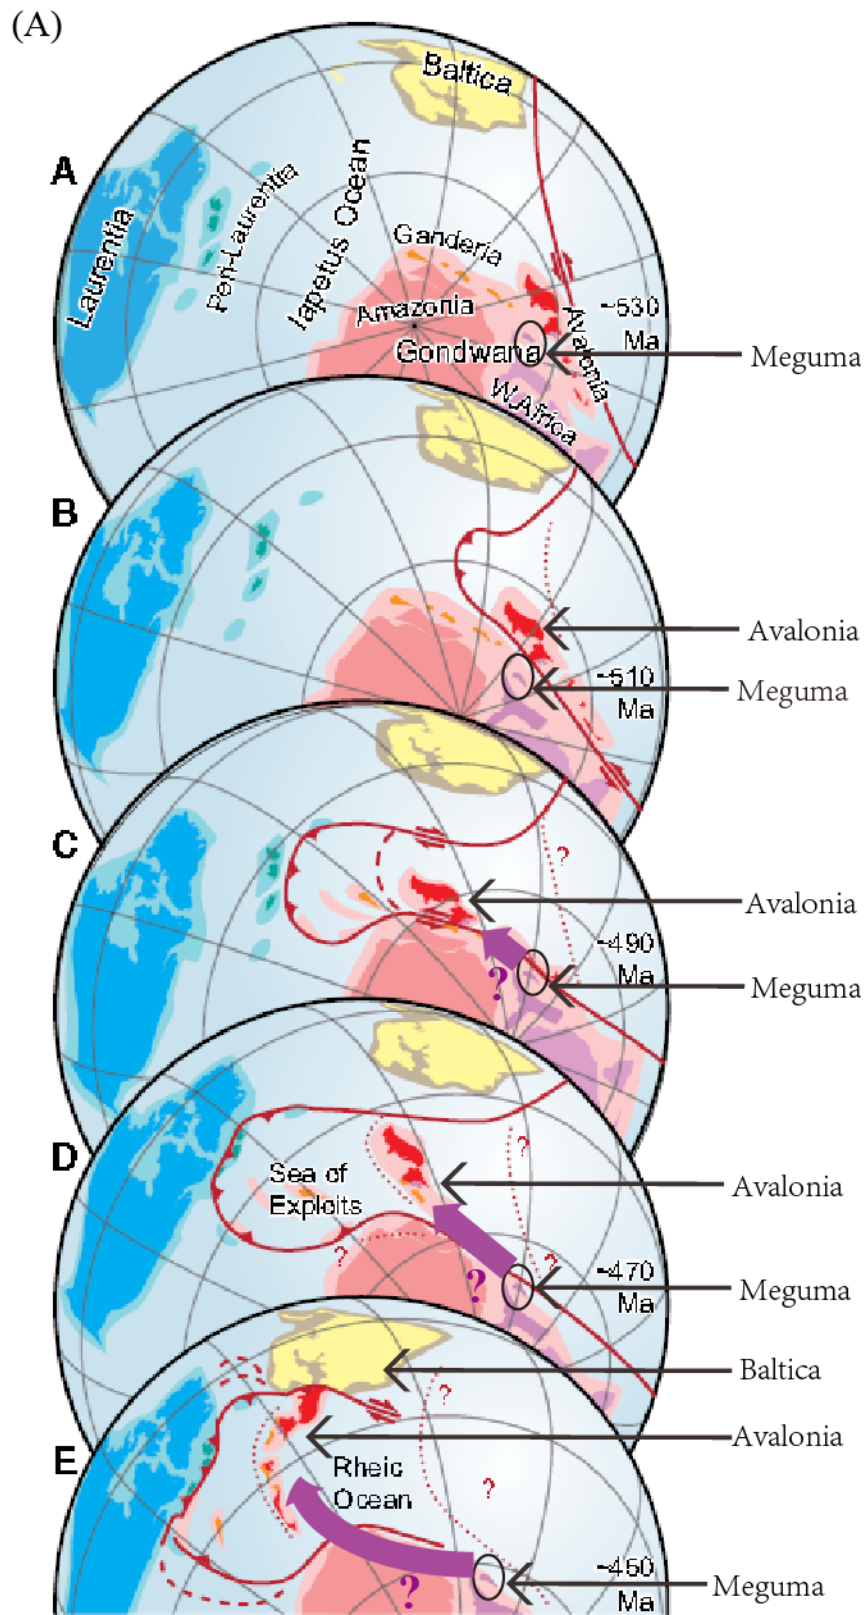 (A)
A
Baltica
Laurentia
Peri-Laurentia
Iapetus Ocean
Ganderia
Amazonia
Gondwana
Avalonia
W.Africa
~530
Ma
Meguma
B
Avalonia
~510
Ma
Meguma
C
?
Avalonia
~490
Ma
?
Meguma
D
Sea of
Exploits
?
?
?
?
Avalonia
~470
Ma
Meguma
E
Baltica
?
Avalonia
Rheic
Ocean
?
?
~450
Ma
Meguma